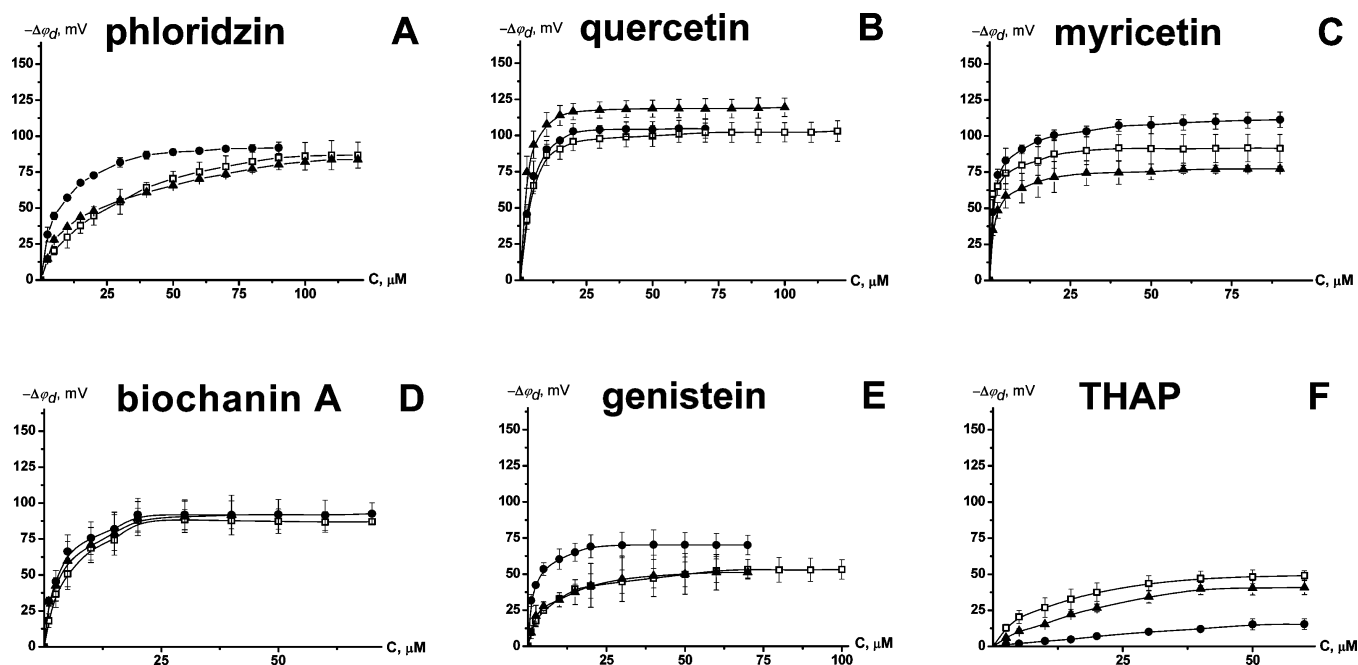 −Δφd, mV
phloridzin
A
150
125
100
75
50
25
0
25
50
75
100
C, μM
−Δφd, mV
quercetin
B
150
125
100
75
50
25
0
25
50
75
100
C, μM
−Δφd, mV
myricetin
C
150
125
100
75
50
25
0
25
50
75
C, μM
−Δφd, mV
biochanin A
D
150
125
100
75
50
25
0
25
50
C, μM
−Δφd, mV
genistein
E
150
125
100
75
50
25
0
25
50
75
100
C, μM
−Δφd, mV
THAP
F
150
125
100
75
50
25
0
25
50
C, μM